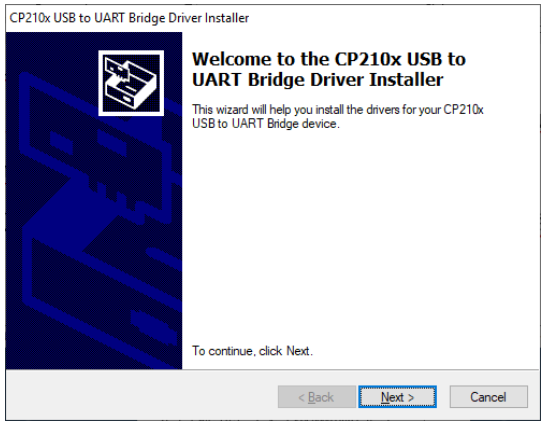 CP210x USB to UART Bridge Driver Installer
Welcome to the CP210x USB to
UART Bridge Driver Installer
This wizard will help you install the drivers for your CP210x
USB to UART Bridge device.
To continue, click Next.
< Back
Next >
Cancel